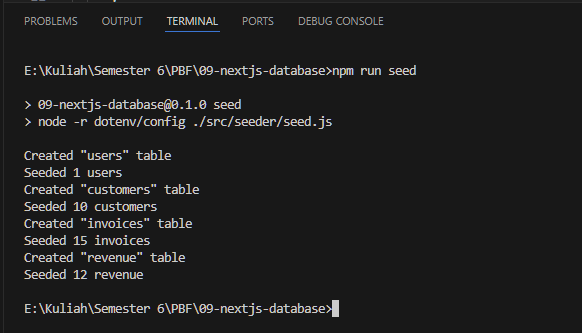 PROBLEMS OUTPUT TERMINAL PORTS DEBUG CONSOLE
E:\Kuliah\Semester 6\PBF\09-nextjs-database>npm run seed
> 09-nextjs-database@0.1.0 seed
> node -r dotenv/config ./src/seeder/seed.js
Created "users" table
Seeded 1 users
Created "customers" table
Seeded 10 customers
Created "invoices" table
Seeded 15 invoices
Created "revenue" table
Seeded 12 revenue
E:\Kuliah\Semester 6\PBF\09-nextjs-database>